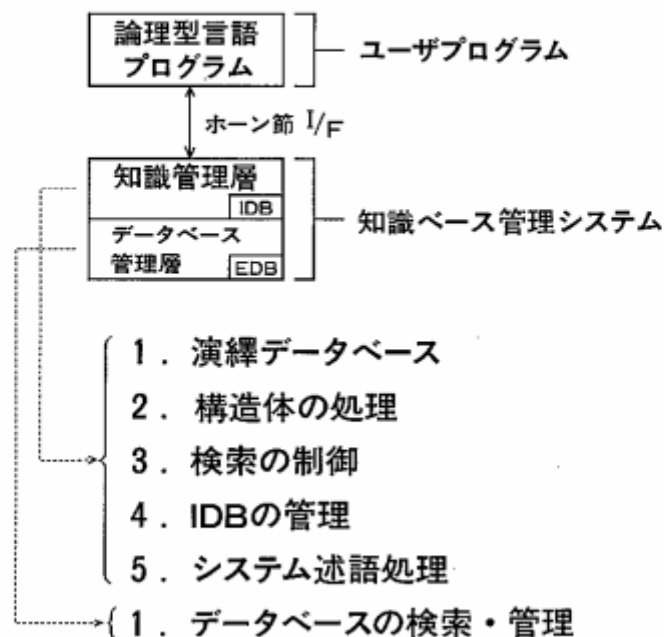 論理型言語
プログラム
ユーザプログラム
ホーン節 I/F
知識管理層
IDB
データベース
管理層
EDB
知識ベース管理システム
1. 演繹データベース
2. 構造体の処理
3. 検索の制御
4. IDBの管理
5. システム述語処理
1. データベースの検索・管理